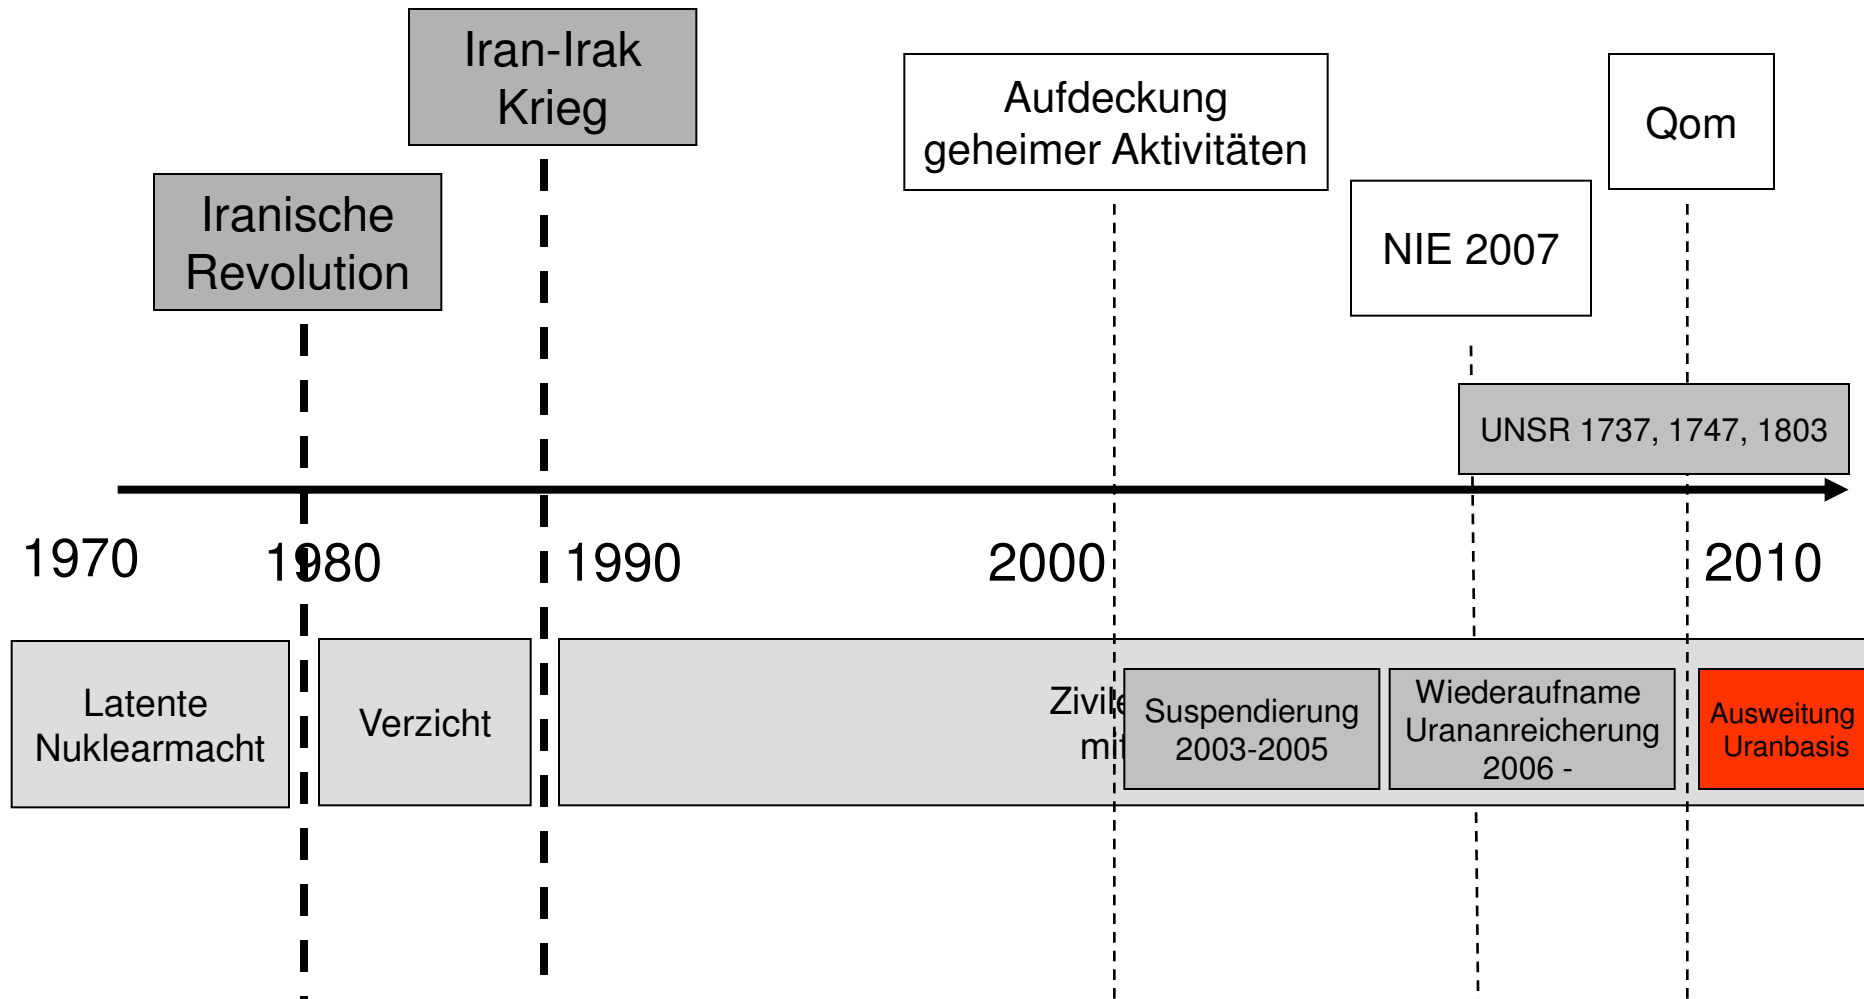 Iran-Irak
Krieg
Iranische
Revolution
Aufdeckung
geheimer Aktivitäten
NIE 2007
Qom
UNSR 1737, 1747, 1803
1970
1980
1990
2000
2010
Latente
Nuklearmacht
Verzicht
Suspendierung
2003-2005
Wiederaufname
Urananreicherung
2006 -
Ausweitung
Uranbasis